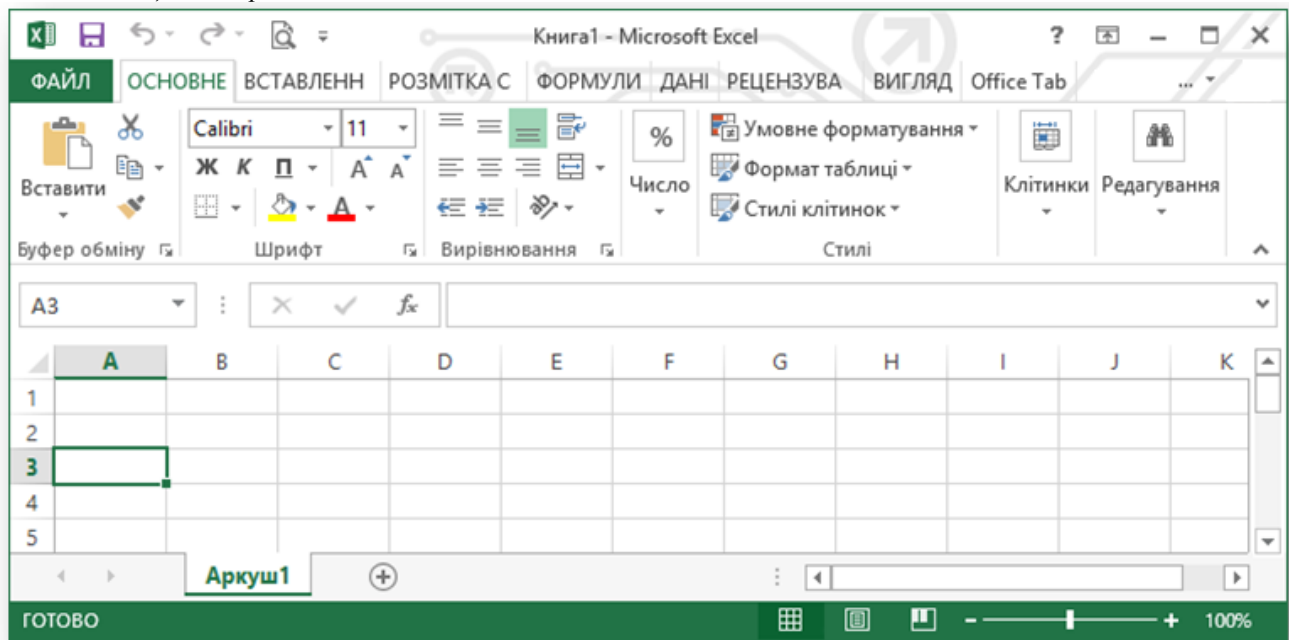 Книга1 - Microsoft Excel ?
ФАЙЛ ОСНОВНЕ ВСТАВЛЕНН РОЗМІТКА С ФОРМУЛИ ДАНІ РЕЦЕНЗУВА ВИГЛЯД Office Tab ...
Calibri 11 % Умовне форматування
Ж К П А А Формат таблиці
Вставити Число Клітинки Редагування
А Стилі клітинок
Буфер обміну Шрифт Вирівнювання Стилі
A3 fx
A B C D E F G H I J K
1
2
3
4
5
Аркуш1
ГОТОВО - + 100%